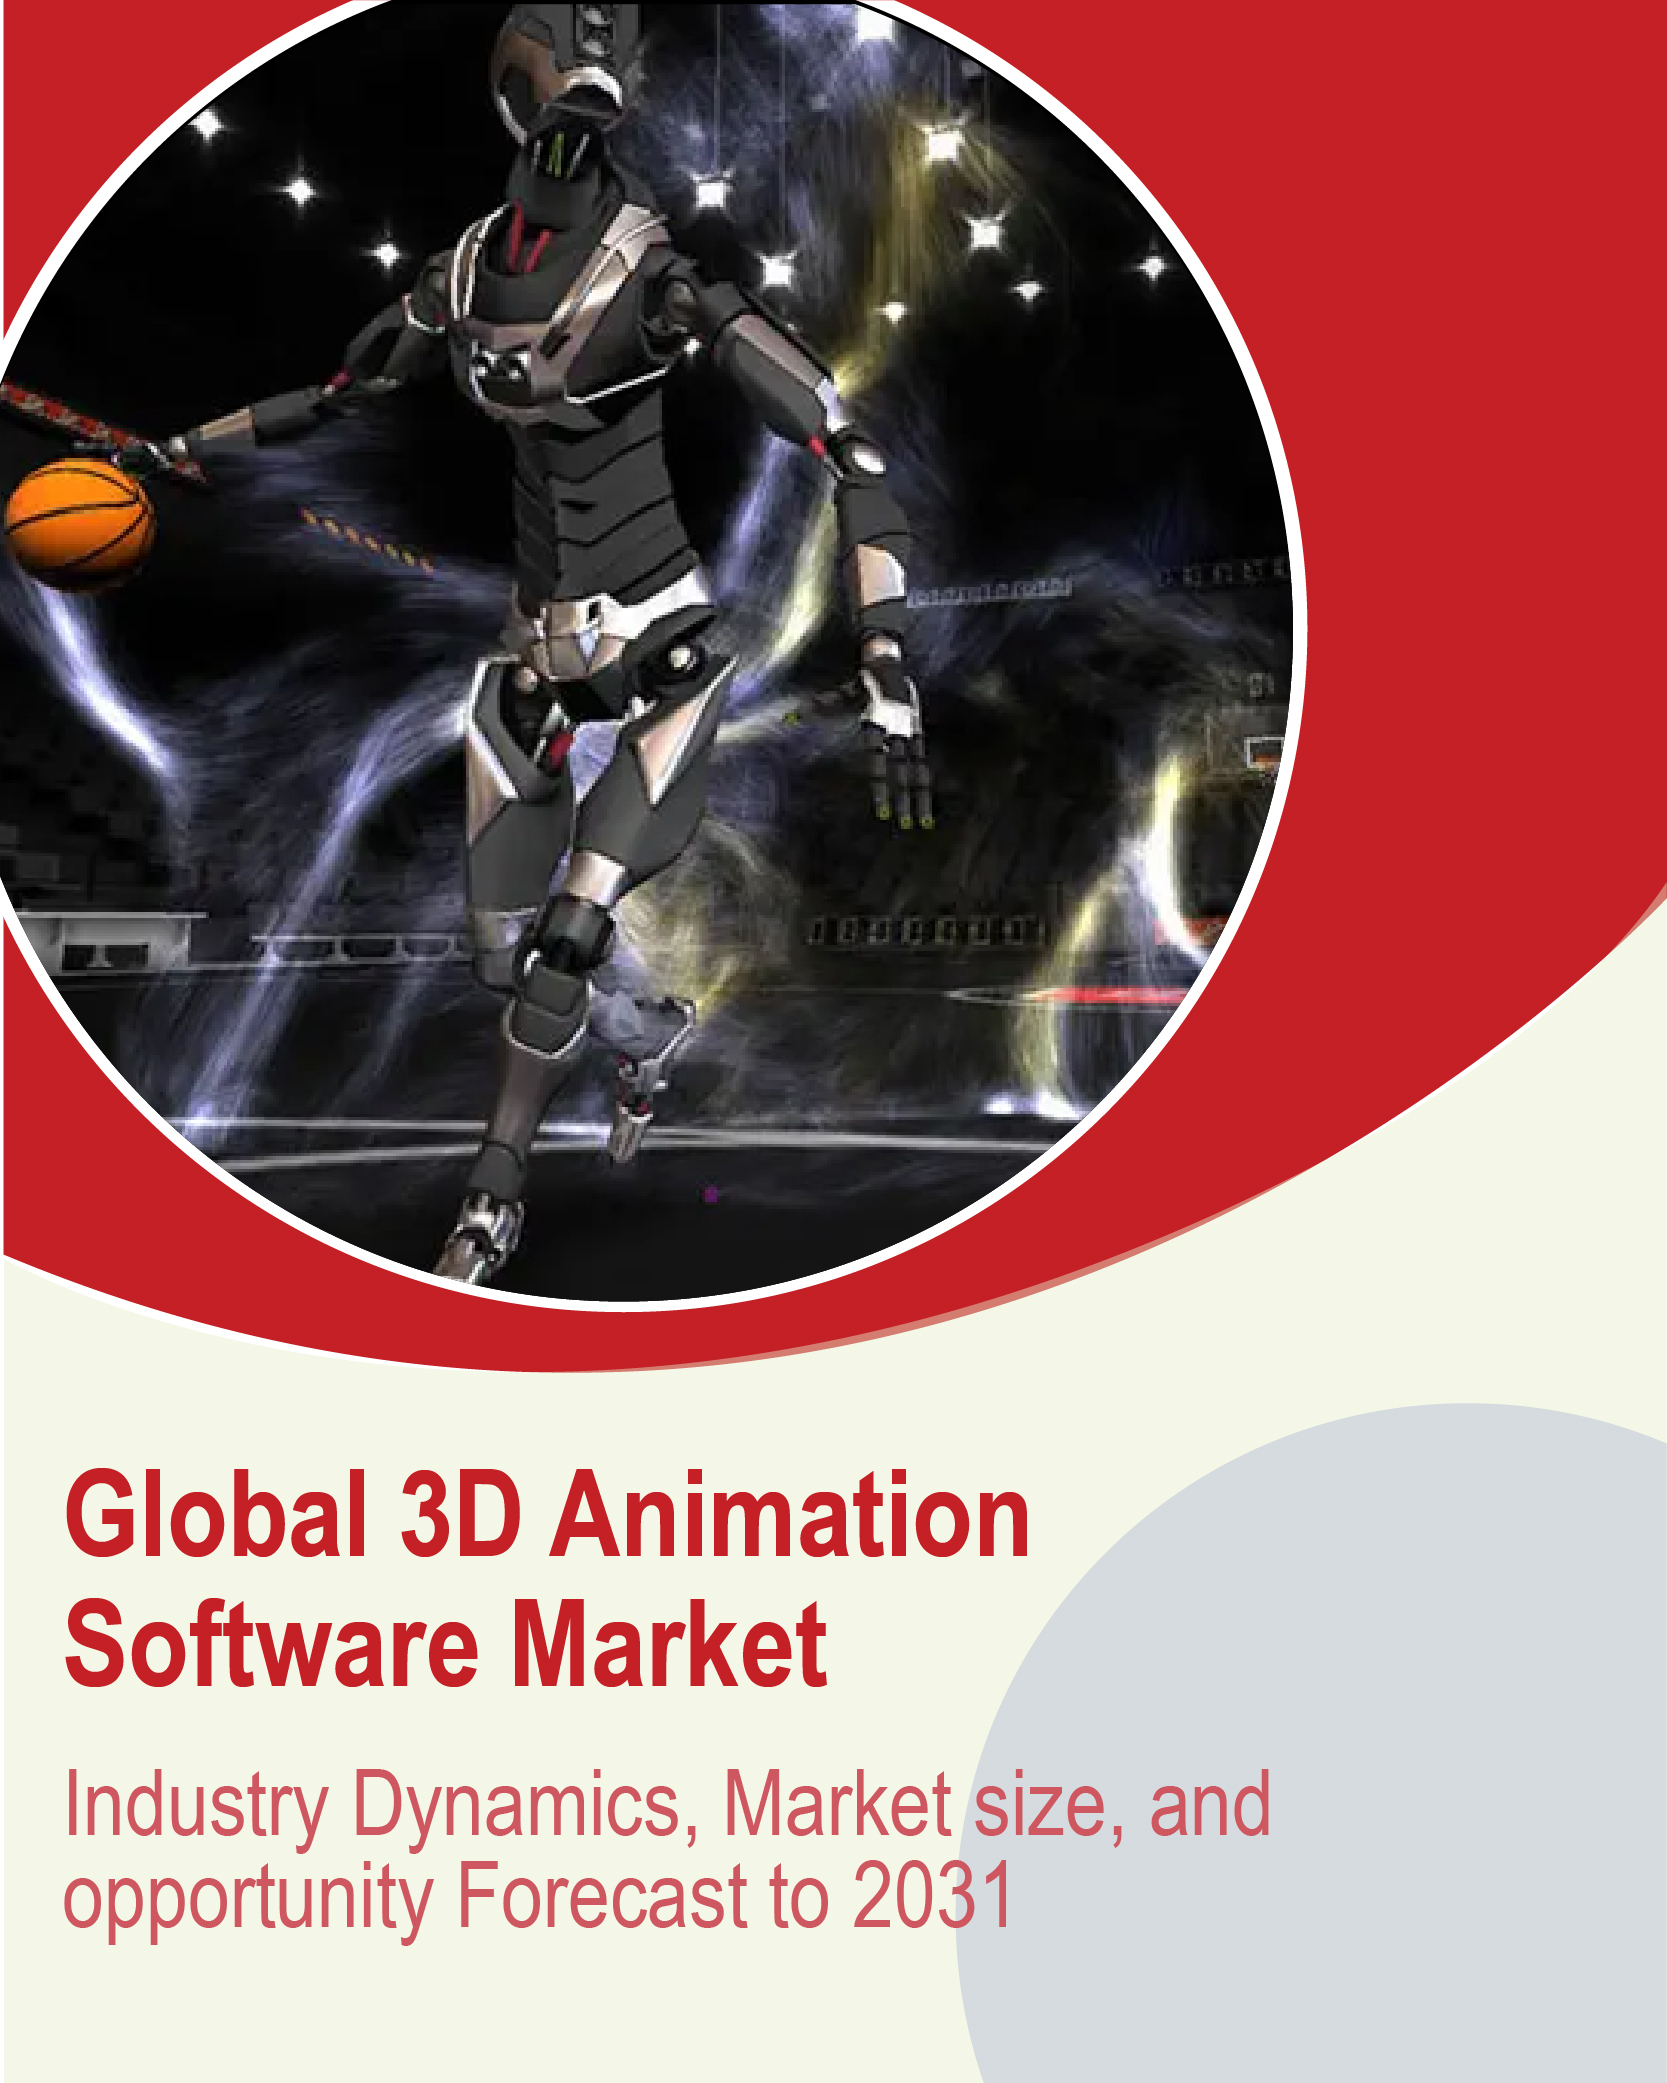 Global 3D Animation
Software Market
Industry Dynamics, Market size, and
opportunity Forecast to 2031